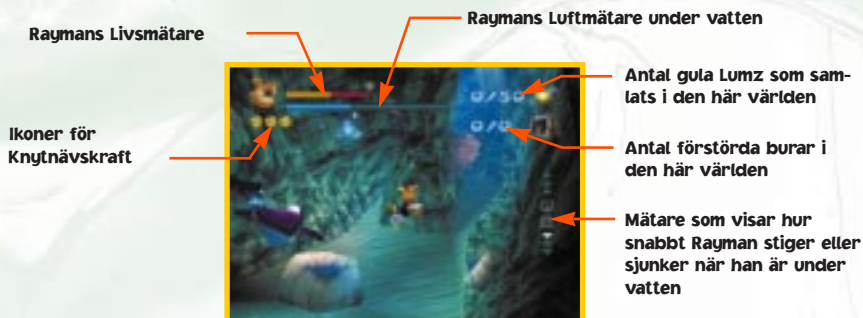 Raymans Livsmätare
Raymans Luftmätare under vatten
Ikoner för
Knytnävskraft
0/50
Antal gula Lumz som sam-
lats i den här världen
Antal förstörda burar i
den här världen
Mätare som visar hur
snabbt Rayman stiger eller
sjunker när han är under
vatten